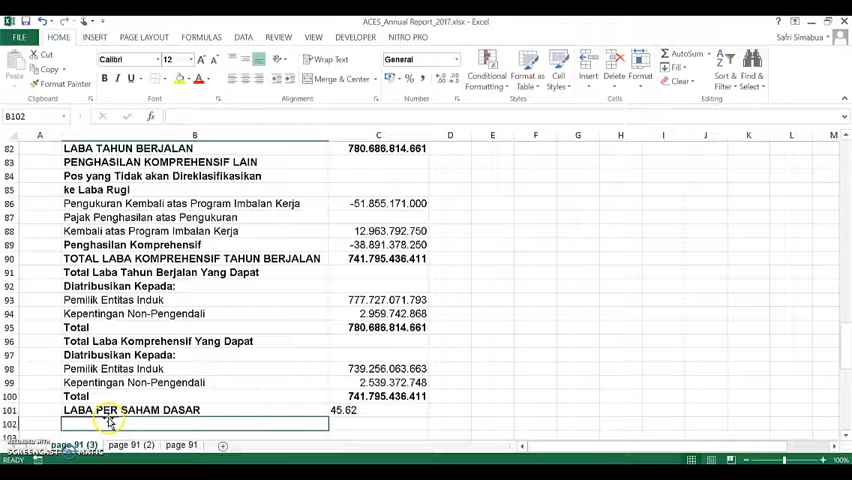 ACES_Annual Report_2017.xlsx - Excel
FILE HOME INSERT PAGE LAYOUT FORMULAS DATA REVIEW VIEW DEVELOPER NITRO PRO Safri Simabua
Paste Cut Copy Format Painter Clipboard
Calibri 12 B I U A Font
Wrap Text Merge & Center Alignment
General % , Number
Conditional Formatting Format as Table Cell Styles Styles
Insert Delete Format Cells
AutoSum Fill Clear Sort & Filter Find & Select Editing
B102 fx
A B C D E F G H I J K L M
82 LABA TAHUN BERJALAN 780.686.814.661
83 PENGHASILAN KOMPREHENSIF LAIN
84 Pos yang Tidak akan Direklasifikasikan
85 ke Laba Rugi
86 Pengukuran Kembali atas Program Imbalan Kerja -51.855.171.000
87 Pajak Penghasilan atas Pengukuran
88 Kembali atas Program Imbalan Kerja 12.963.792.750
89 Penghasilan Komprehensif -38.891.378.250
90 TOTAL LABA KOMPREHENSIF TAHUN BERJALAN 741.795.436.411
91 Total Laba Tahun Berjalan Yang Dapat
92 Diatribusikan Kepada:
93 Pemilik Entitas Induk 777.727.071.793
94 Kepentingan Non-Pengendali 2.959.742.868
95 Total 780.686.814.661
96 Total Laba Komprehensif Yang Dapat
97 Diatribusikan Kepada:
98 Pemilik Entitas Induk 739.256.063.663
99 Kepentingan Non-Pengendali 2.539.372.748
100 Total 741.795.436.411
101 LABA PER SAHAM DASAR 45.62
102
103
page 91 (3) page 91 (2) page 91
RECORDED WITH
SCREENCAST MATIC
100%